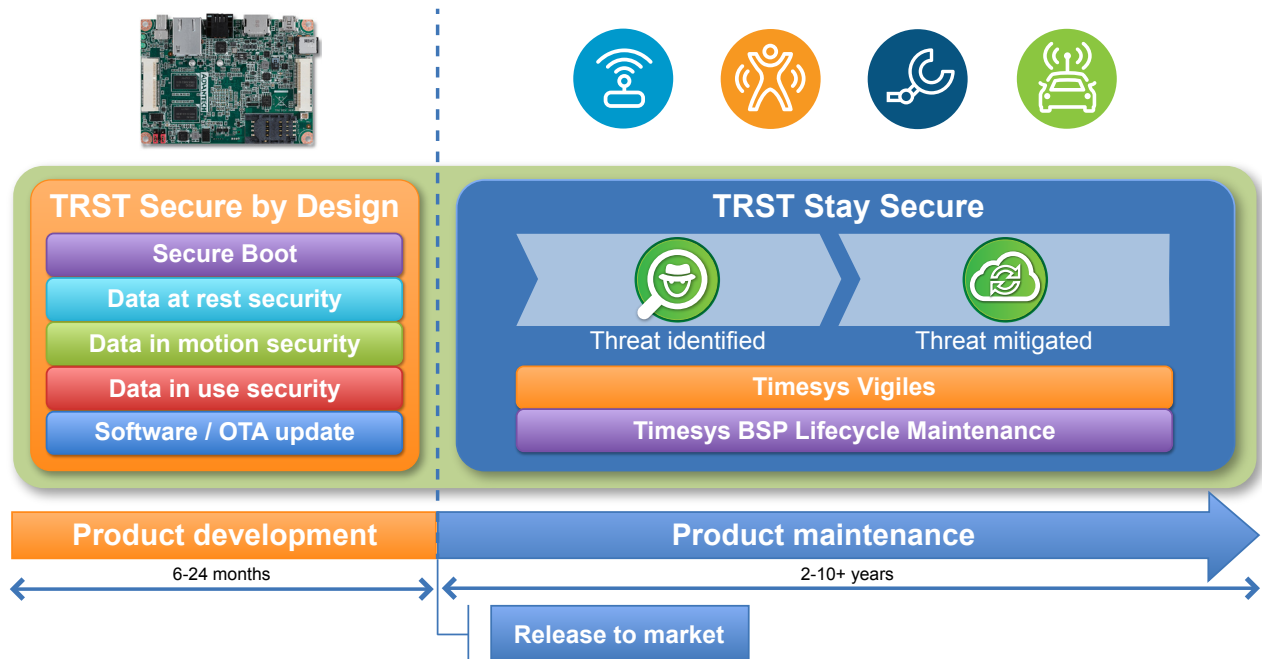 ADVANTECH
TRST Secure by Design
Secure Boot
Data at rest security
Data in motion security
Data in use security
Software / OTA update
TRST Stay Secure
Threat identified
Threat mitigated
Timesys Vigiles
Timesys BSP Lifecycle Maintenance
Product development
Product maintenance
6-24 months
2-10+ years
Release to market